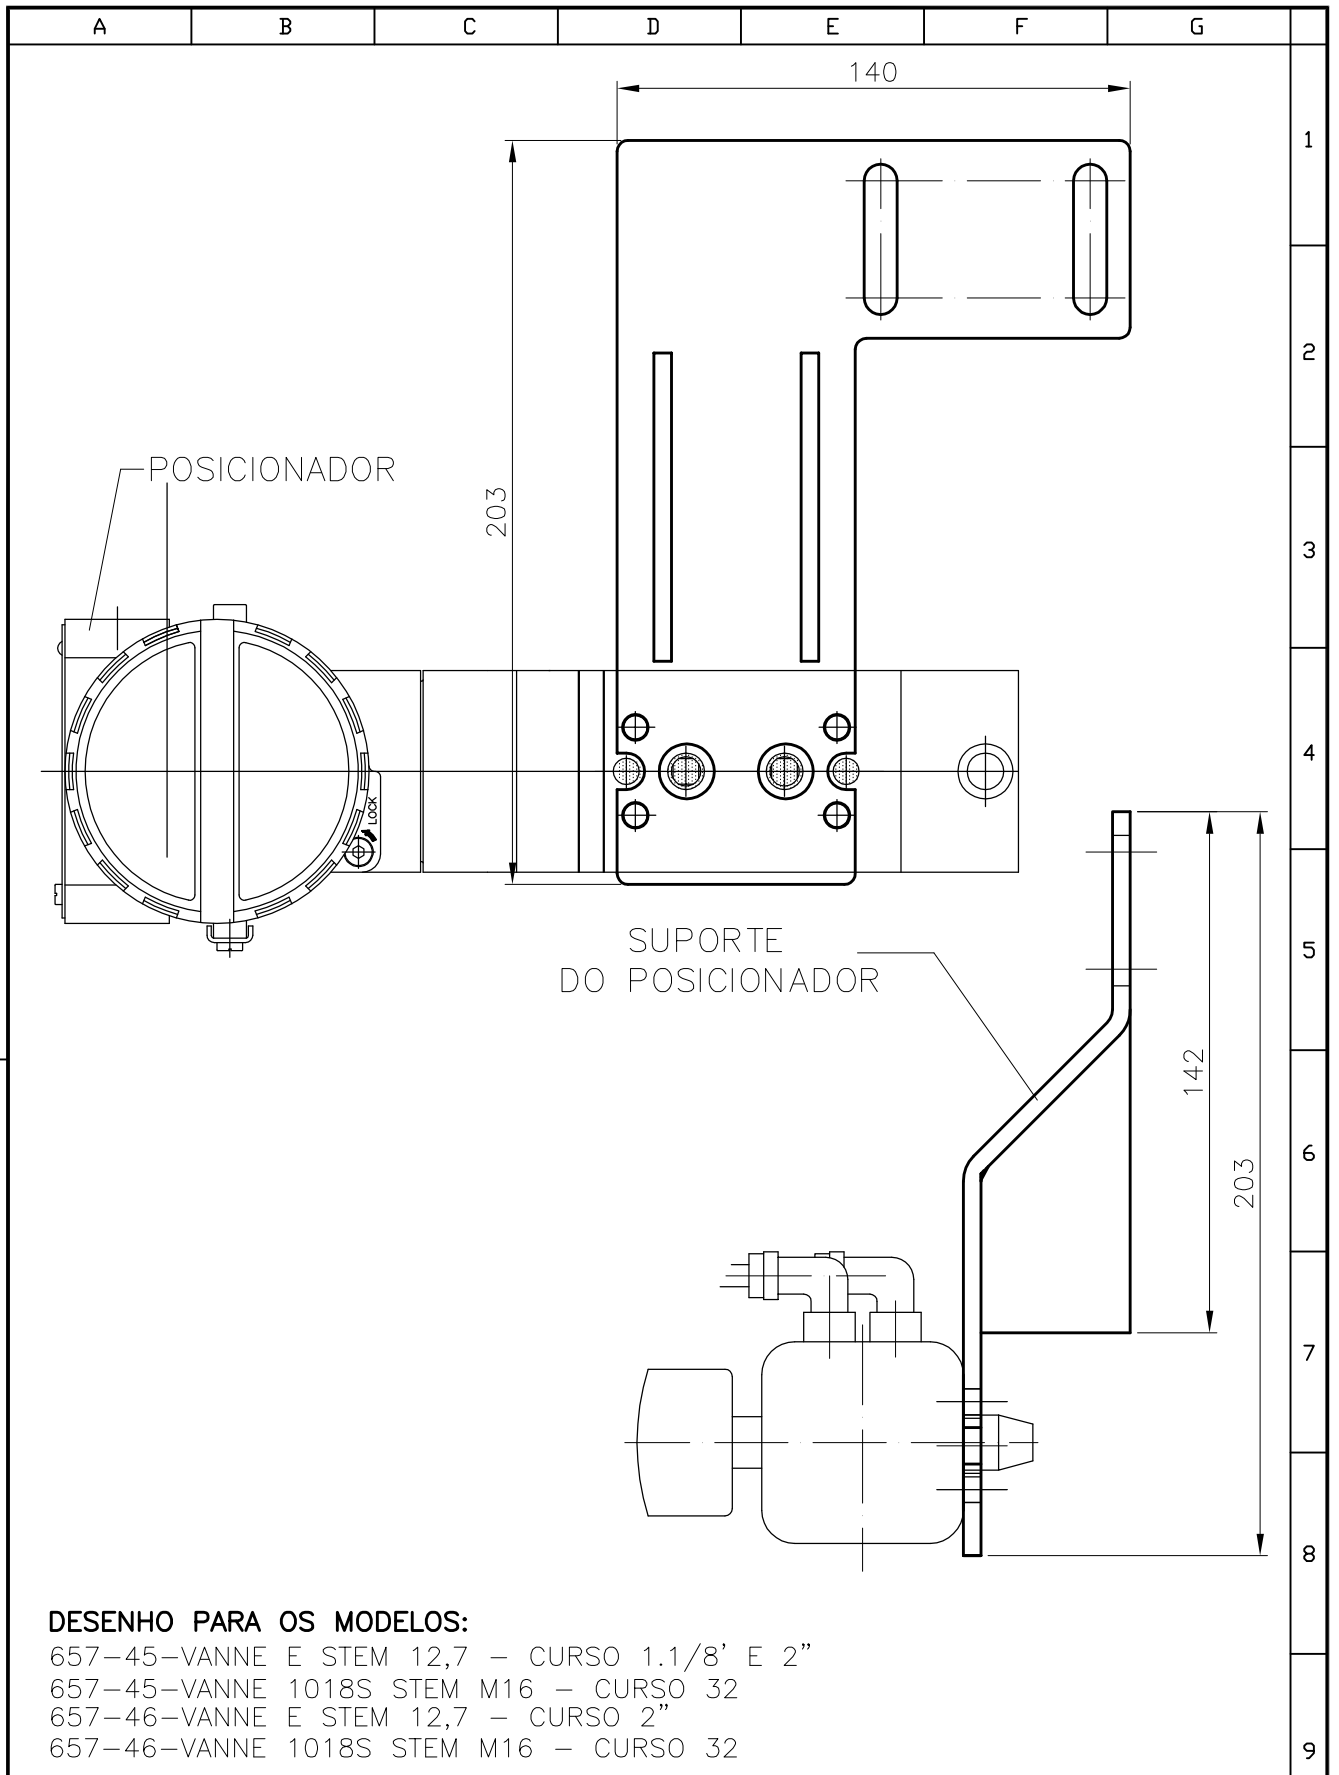 A B C D E F G
140
1
2
POSICIONADOR
203
3
4
LOCK
SUPORTE
DO POSICIONADOR
5
142
6
203
7
8
DESENHO PARA OS MODELOS:
657-45-VANNE E STEM 12,7 - CURSO 1.1/8' E 2”
657-45-VANNE 1018S STEM M16 - CURSO 32
657-46-VANNE E STEM 12,7 - CURSO 2”
657-46-VANNE 1018S STEM M16 - CURSO 32
9